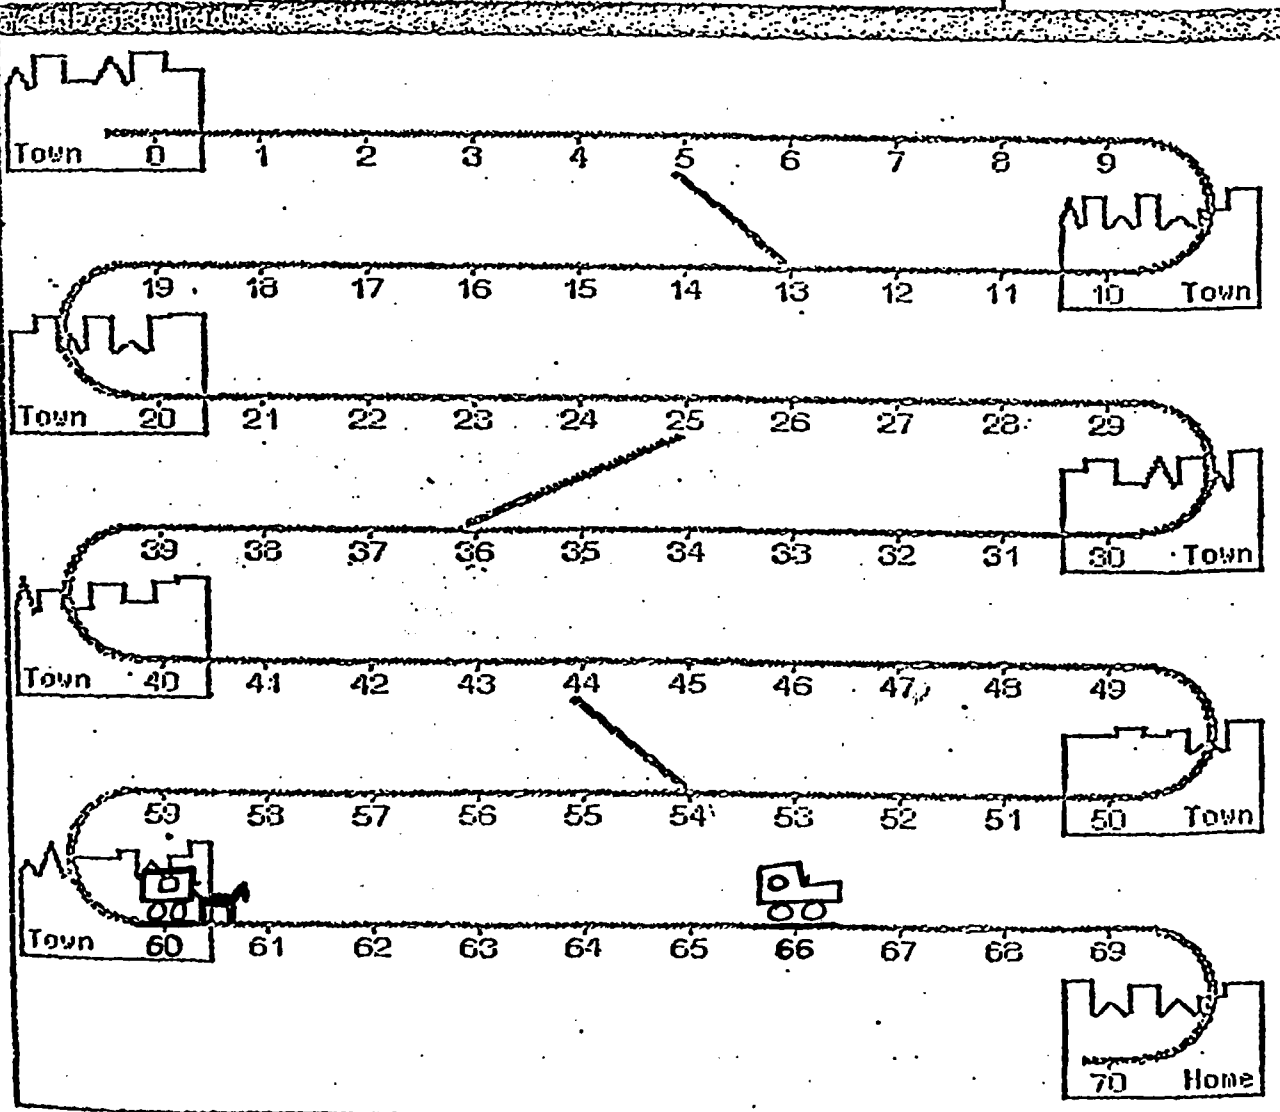 Town 0 1 2 3 4 5 6 7 8 9
19 18 17 16 15 14 13 12 11 10 Town
Town 20 21 22 23 24 25 26 27 28 29
39 38 37 36 35 34 33 32 31 30 Town
Town 40 41 42 43 44 45 46 47 48 49
59 58 57 56 55 54 53 52 51 50 Town
Town 60 61 62 63 64 65 66 67 68 69
70 Home